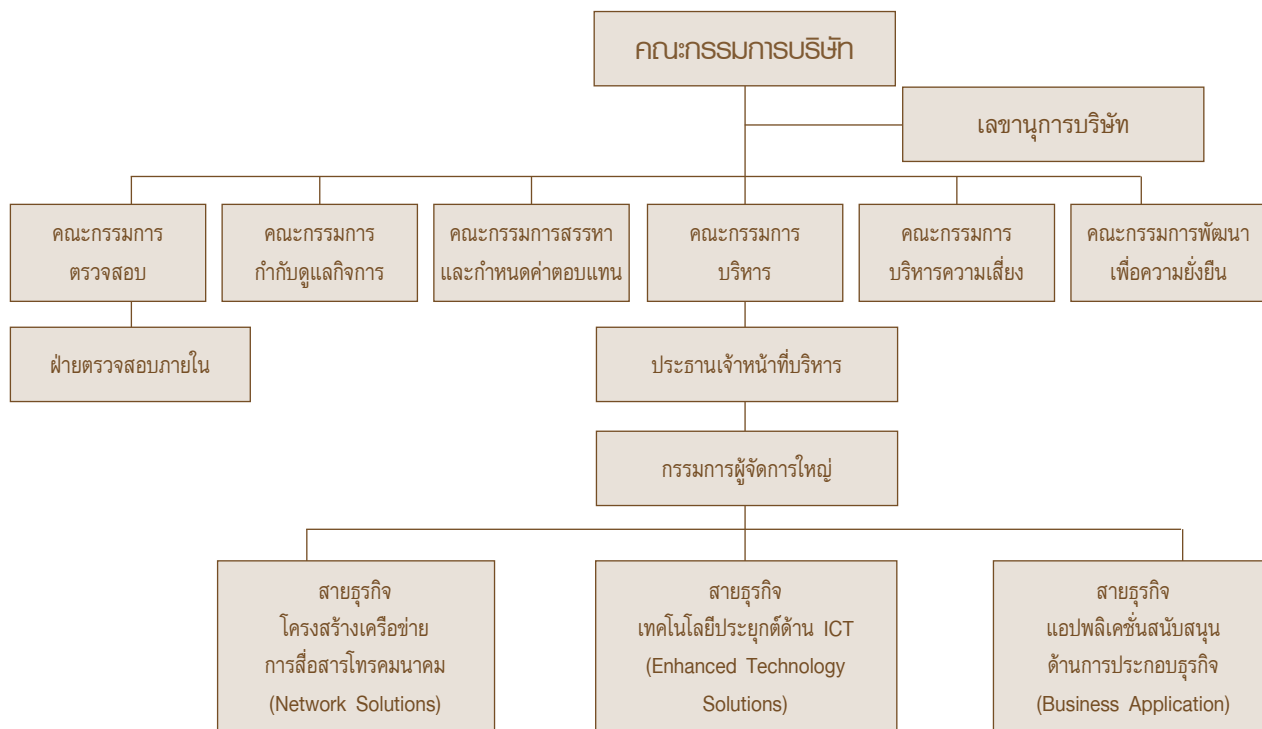 คณะกรรมการบริษัท
เลขานุการบริษัท
คณะกรรมการ
ตรวจสอบ
คณะกรรมการ
กำกับดูแลกิจการ
คณะกรรมการสรรหา
และกำหนดค่าตอบแทน
คณะกรรมการ
บริหาร
คณะกรรมการ
บริหารความเสี่ยง
คณะกรรมการพัฒนา
เพื่อความยั่งยืน
ฝ่ายตรวจสอบภายใน
ประธานเจ้าหน้าที่บริหาร
กรรมการผู้จัดการใหญ่
สายธุรกิจ
โครงสร้างเครือข่าย
การสื่อสารโทรคมนาคม
(Network Solutions)
สายธุรกิจ
เทคโนโลยีประยุกต์ด้าน ICT
(Enhanced Technology
Solutions)
สายธุรกิจ
แอปพลิเคชั่นสนับสนุน
ด้านการประกอบธุรกิจ
(Business Application)